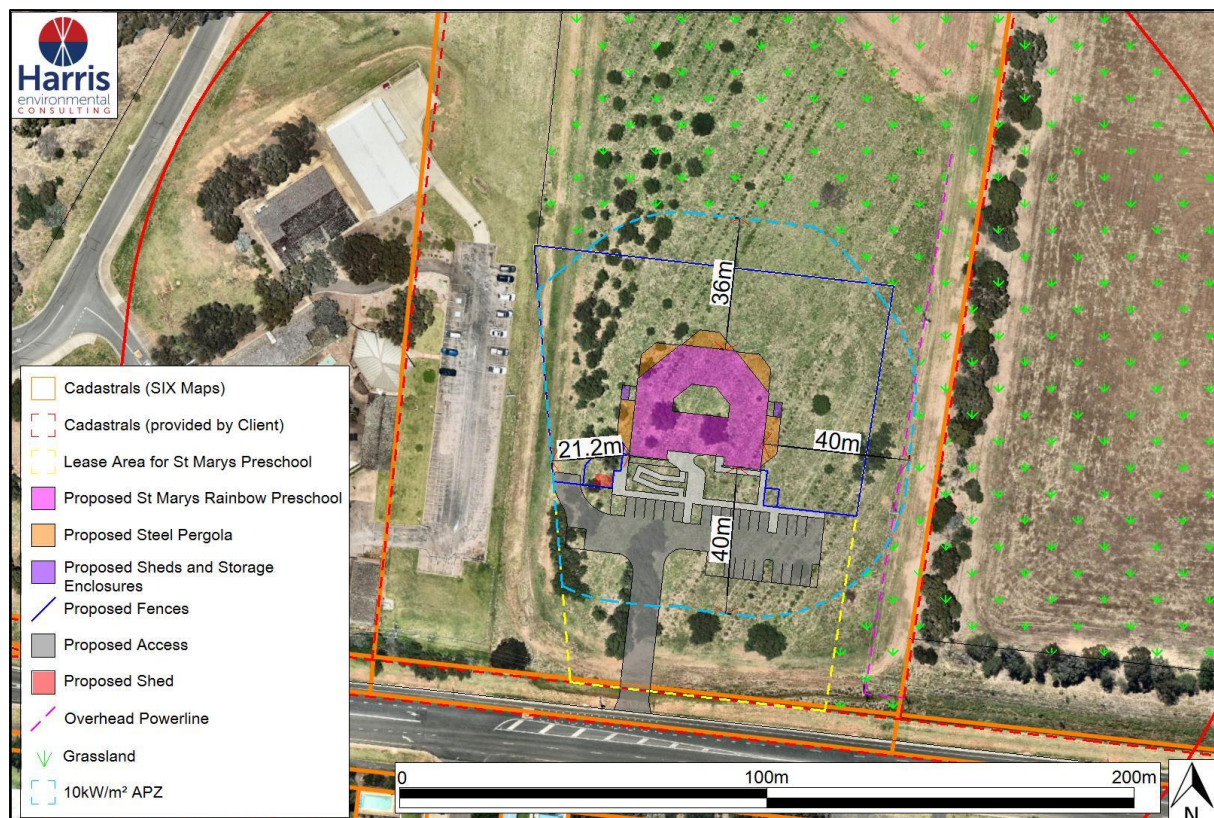 Harris
environmental
CONSULTING
36m
21.2m
40m
40m
Cadastrals (SIX Maps)
Cadastrals (provided by Client)
Lease Area for St Marys Preschool
Proposed St Marys Rainbow Preschool
Proposed Steel Pergola
Proposed Sheds and Storage
Enclosures
Proposed Fences
Proposed Access
Proposed Shed
Overhead Powerline
Grassland
10kW/m² APZ
0
100m
200m
N